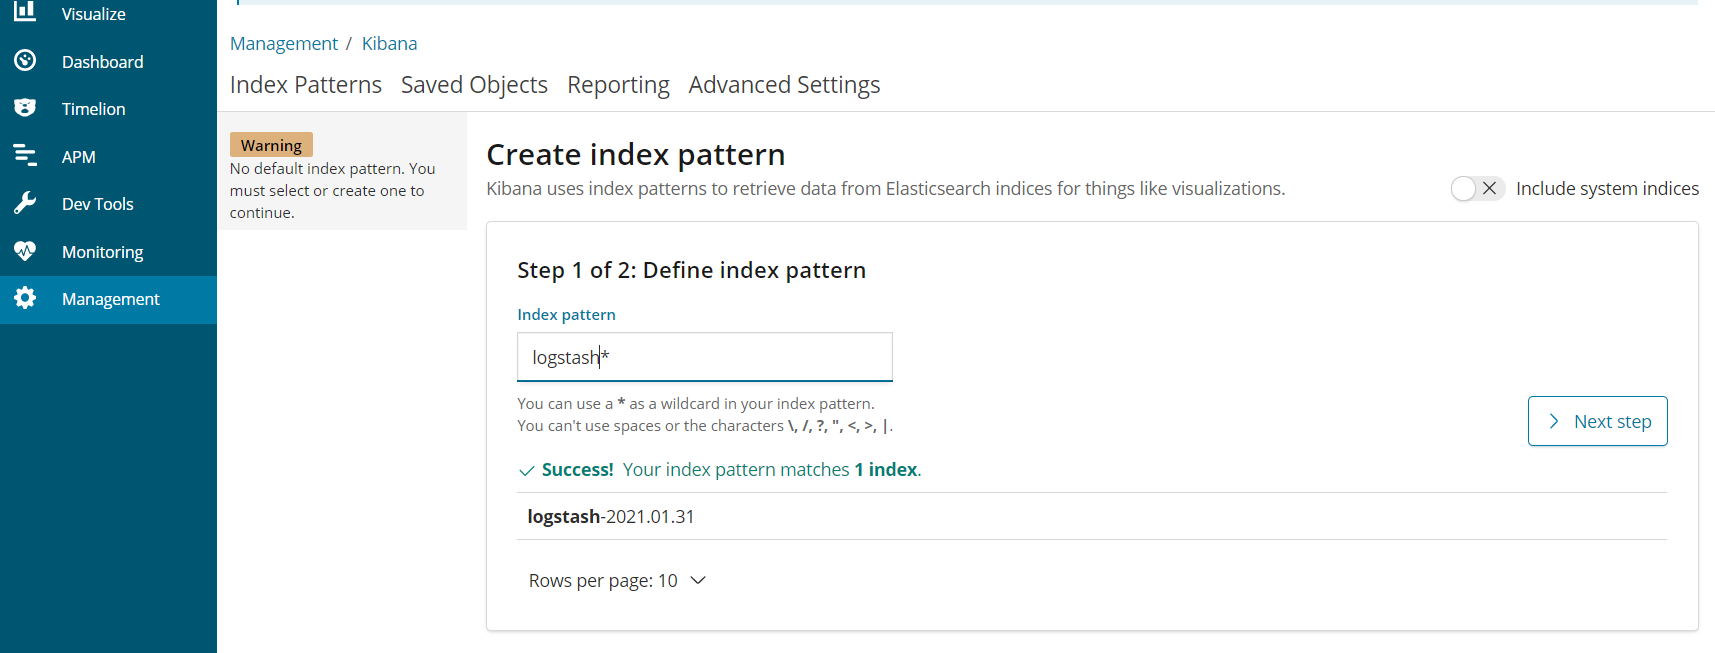 Visualize
Dashboard
Timelion
APM
Dev Tools
Monitoring
Management
Management / Kibana
Index Patterns Saved Objects Reporting Advanced Settings
Warning
No default index pattern. You
must select or create one to
continue.
Create index pattern
Kibana uses index patterns to retrieve data from Elasticsearch indices for things like visualizations.
Include system indices
Step 1 of 2: Define index pattern
Index pattern
logstash*
You can use a * as a wildcard in your index pattern.
You can't use spaces or the characters \, /, ?, ", <, >, |.
Next step
Success! Your index pattern matches 1 index.
logstash-2021.01.31
Rows per page: 10